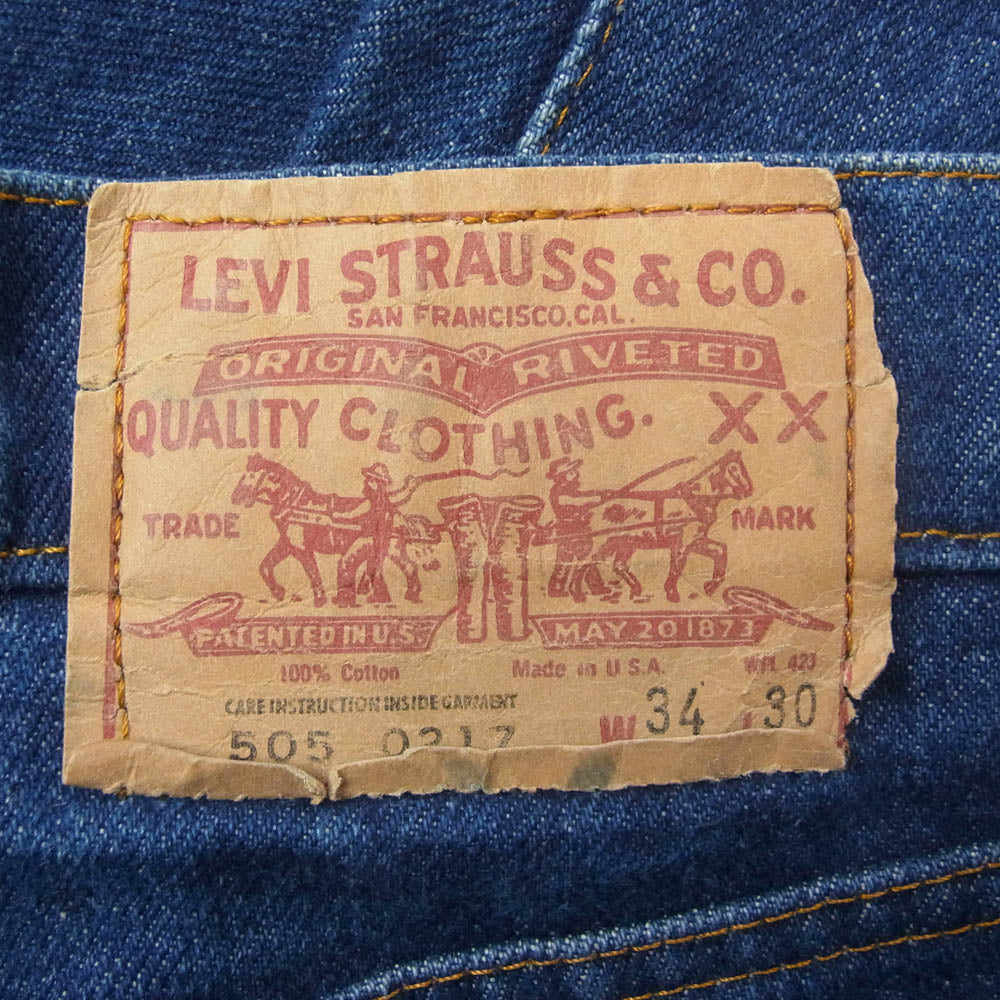 LEVI STRAUSS & CO.
SAN FRANCISCO, CAL.
ORIGINAL RIVETED
QUALITY CLOTHING. XX
TRADE MARK
PATENTED IN U.S. MAY 20 1873
100% Cotton Made in U S A. WPL 423
CARE INSTRUCTION INSIDE GARMENT
505 0217 W 34 30